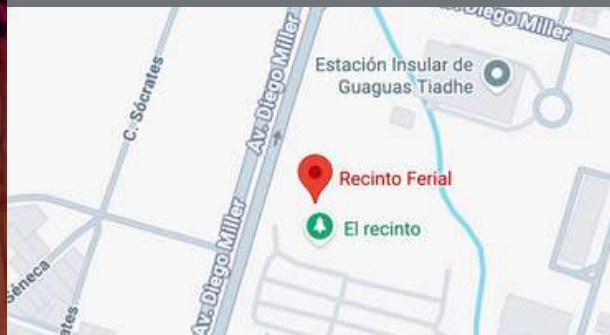 Av. Diego Miller
Estación Insular de
Guaguas Tiadhe
Av. Diego Miller
C. Sócrates
Recinto Ferial
El recinto
Séneca
Av. Diego Miller